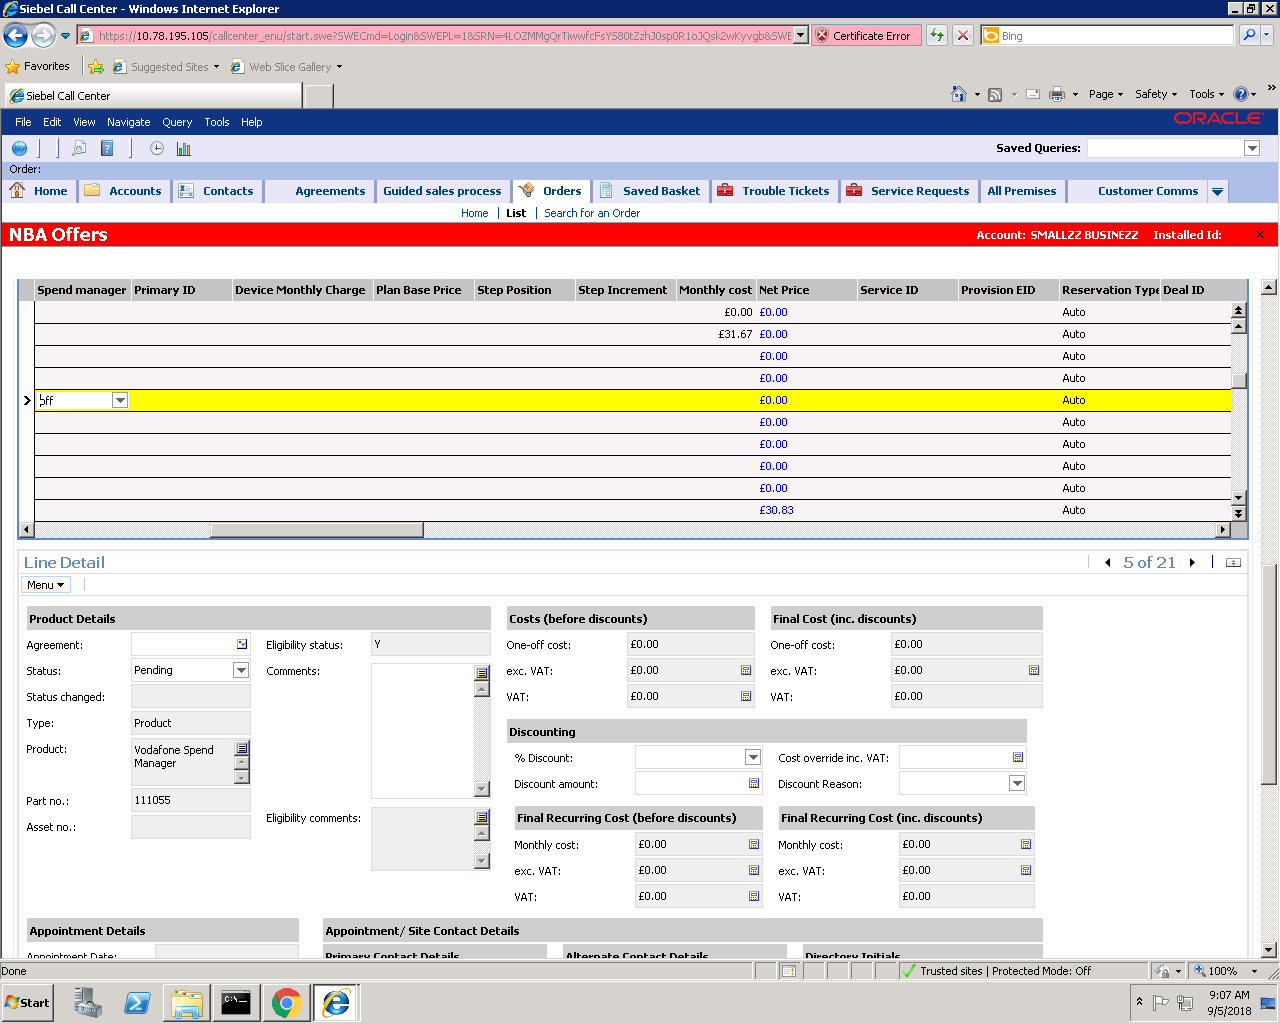 Siebel Call Center - Windows Internet Explorer
https://10.78.195.105/callcenter_enu/start.swe?SWECmd=Login&SWEPL=1&SRN=
Certificate Error
Bing
Favorites
Suggested Sites
Web Slice Gallery
Siebel Call Center
Page
Safety
Tools
File Edit View Navigate Query Tools Help
ORACLE
Saved Queries:
Order:
Home Accounts Contacts Agreements Guided sales process Orders Saved Basket Trouble Tickets Service Requests All Premises Customer Comms
Home | List | Search for an Order
NBA Offers
Account: SMALLZZ BUSINEZZ Installed Id:
Spend manager Primary ID Device Monthly Charge Plan Base Price Step Position Step Increment Monthly cost Net Price Service ID Provision EID Reservation Type Deal ID
£0.00 £0.00 Auto
£31.67 £0.00 Auto
£0.00 Auto
£0.00 Auto
off £0.00 Auto
£0.00 Auto
£0.00 Auto
£0.00 Auto
£0.00 Auto
£30.83 Auto
Line Detail
5 of 21
Menu
Product Details
Agreement:
Status: Pending
Status changed:
Type: Product
Product: Vodafone Spend
Manager
Part no.: 111055
Asset no.:
Eligibility status: Y
Comments:
Eligibility comments:
Costs (before discounts)
One-off cost: £0.00
exc. VAT: £0.00
VAT: £0.00
Final Cost (inc. discounts)
One-off cost: £0.00
exc. VAT: £0.00
VAT: £0.00
Discounting
% Discount:
Cost override inc. VAT:
Discount amount:
Discount Reason:
Final Recurring Cost (before discounts)
Monthly cost: £0.00
exc. VAT: £0.00
VAT: £0.00
Final Recurring Cost (inc. discounts)
Monthly cost: £0.00
exc. VAT: £0.00
VAT: £0.00
Appointment Details
Appointment Date:
Appointment/ Site Contact Details
Primary Contact Details
Alternate Contact Details
Directory Initials
Done
Trusted sites | Protected Mode: Off
100%
Start
C:\
9:07 AM
9/5/2018